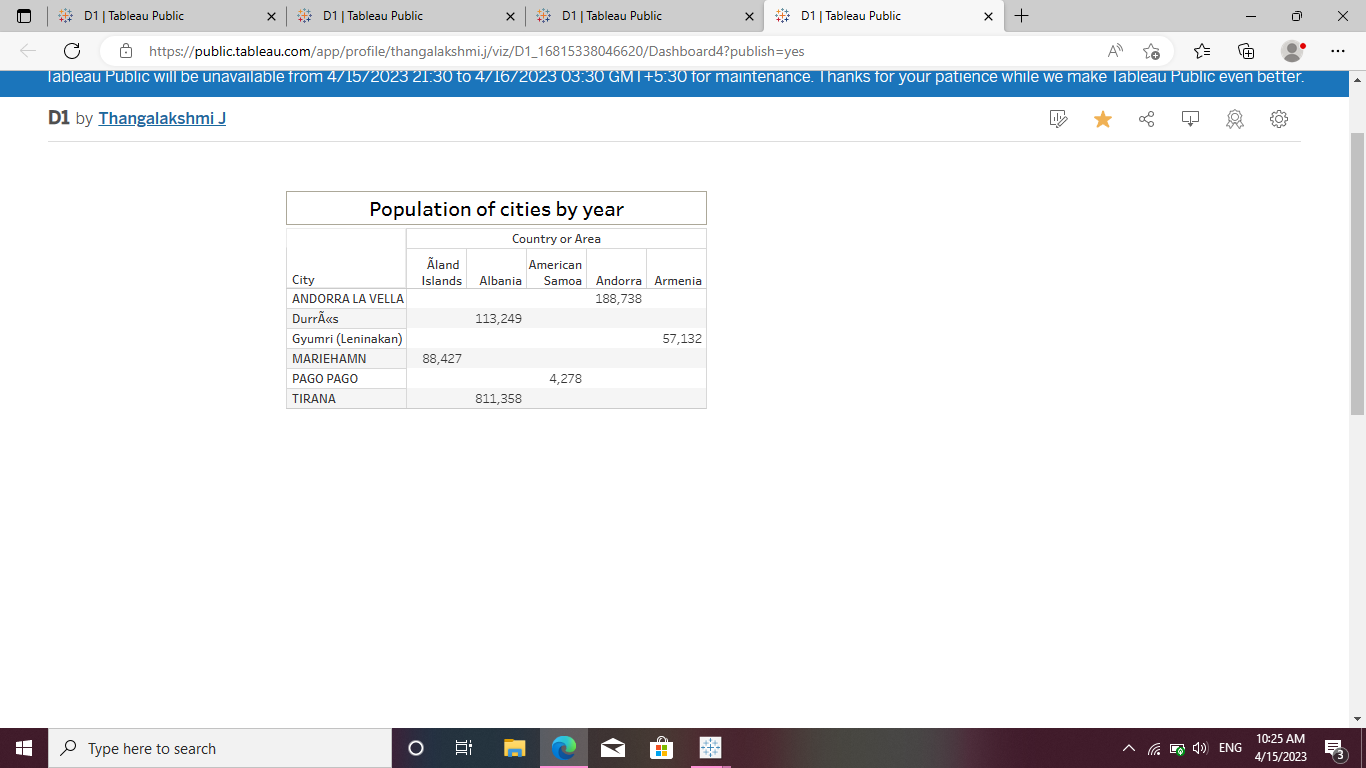 D1 | Tableau Public
D1 | Tableau Public
D1 | Tableau Public
D1 | Tableau Public
https://public.tableau.com/app/profile/thangalakshmi.j/viz/D1_16815338046620/Dashboard4?publish=yes
Tableau Public will be unavailable from 4/15/2023 21:30 to 4/16/2023 03:30 GMT+5:30 for maintenance. Thanks for your patience while we make Tableau Public even better.
D1 by Thangalakshmi J
Population of cities by year
Country or Area
City Ãland Islands Albania American Samoa Andorra Armenia
ANDORRA LA VELLA 188,738
DurrÃ«s 113,249
Gyumri (Leninakan) 57,132
MARIEHAMN 88,427
PAGO PAGO 4,278
TIRANA 811,358
Type here to search
ENG
10:25 AM
4/15/2023
3